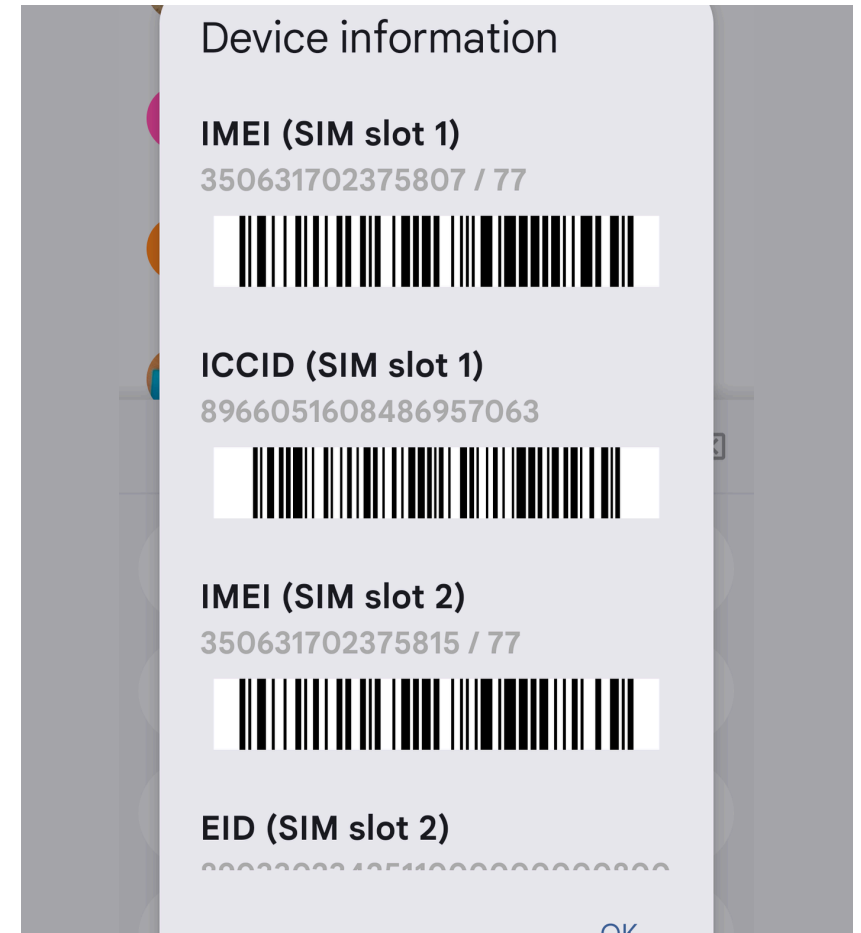 Device information
IMEI (SIM slot 1)
350631702375807 / 77
ICCID (SIM slot 1)
8966051608486957063
IMEI (SIM slot 2)
350631702375815 / 77
EID (SIM slot 2)
OK